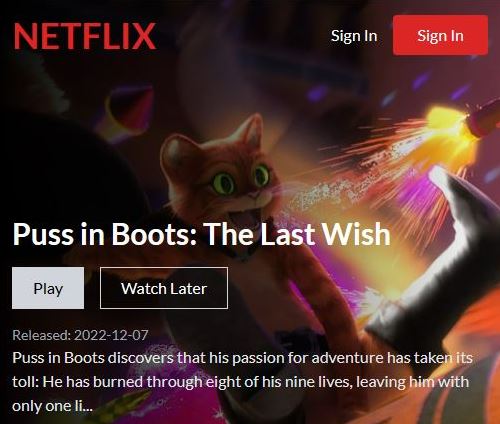 NETFLIX
Sign In
Sign In
Puss in Boots: The Last Wish
Play
Watch Later
Released: 2022-12-07
Puss in Boots discovers that his passion for adventure has taken its
toll: He has burned through eight of his nine lives, leaving him with
only one li...